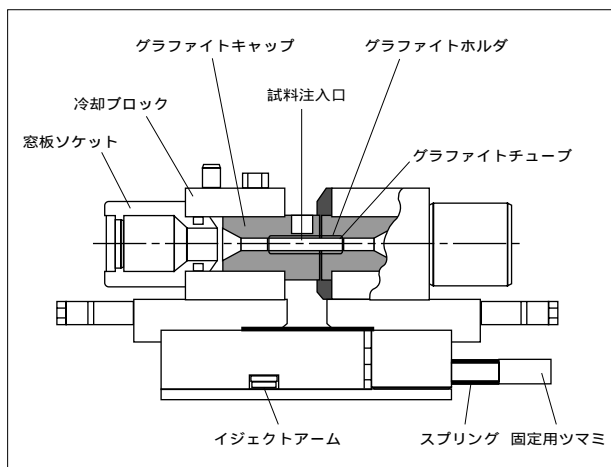 グラファイトキャップ
グラファイトホルダ
試料注入口
冷却ブロック
窓板ソケット
グラファイトチューブ
イジェクトアーム
スプリング
固定用ツマミ